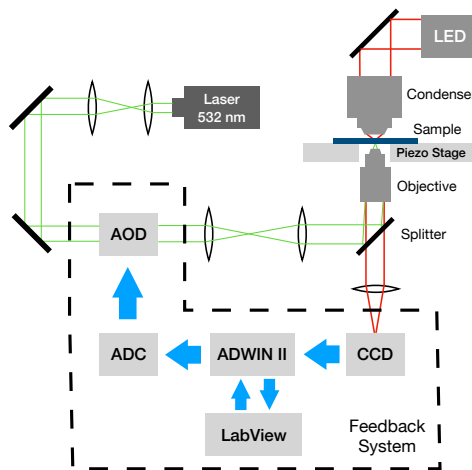 LED
Laser
532 nm
Condense
Sample
Piezo Stage
Objective
AOD
Splitter
ADC
ADWIN II
CCD
LabView
Feedback
System